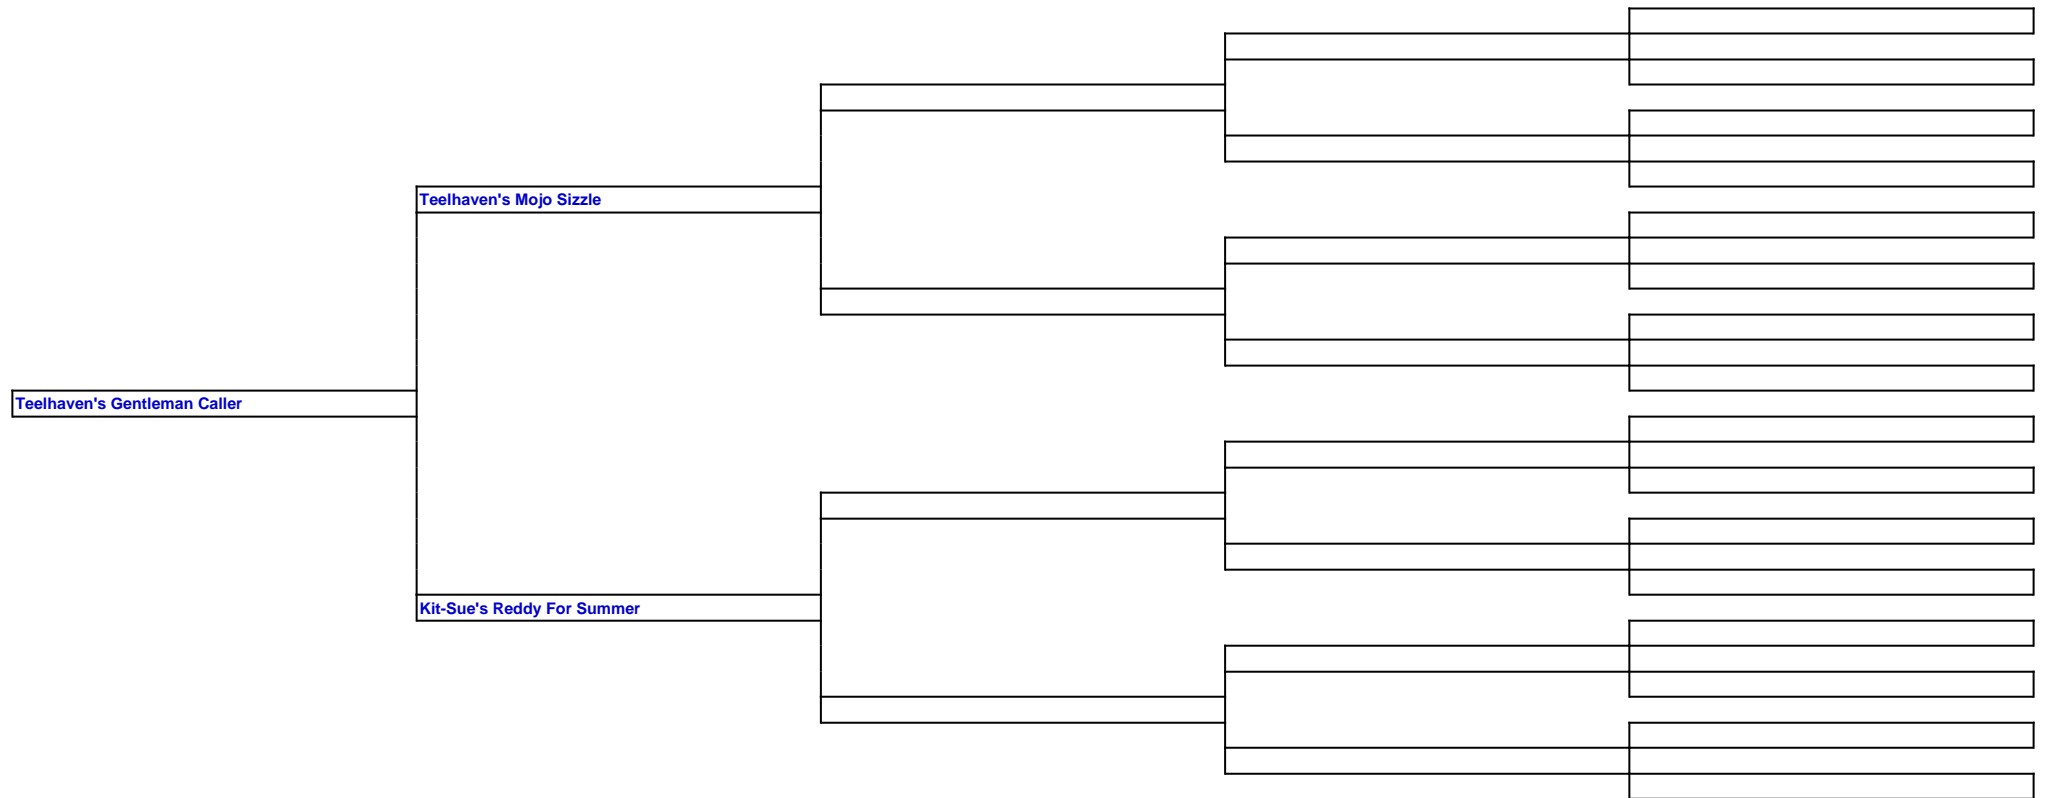 Teelhaven's Mojo Sizzle
Teelhaven's Gentleman Caller
Kit-Sue's Reddy For Summer